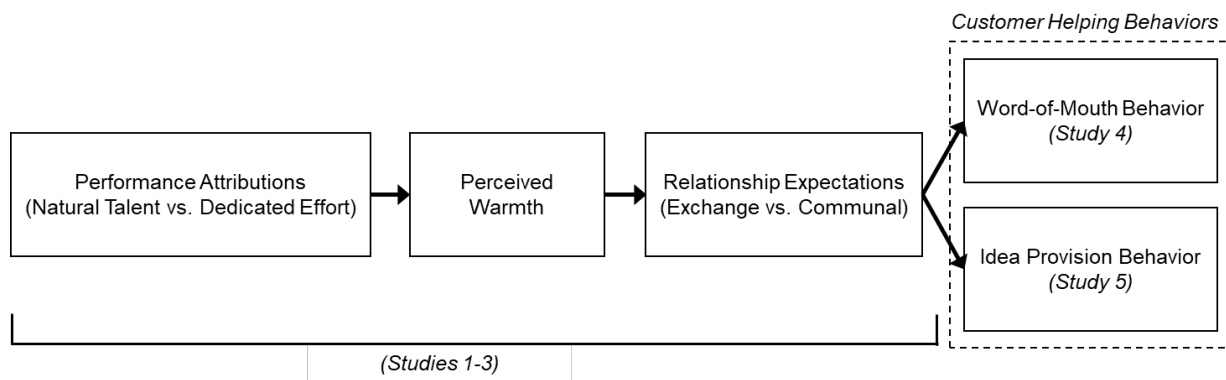 Customer Helping Behaviors
Word-of-Mouth Behavior
(Study 4)
Performance Attributions
(Natural Talent vs. Dedicated Effort)
Perceived
Warmth
Relationship Expectations
(Exchange vs. Communal)
Idea Provision Behavior
(Study 5)
(Studies 1-3)